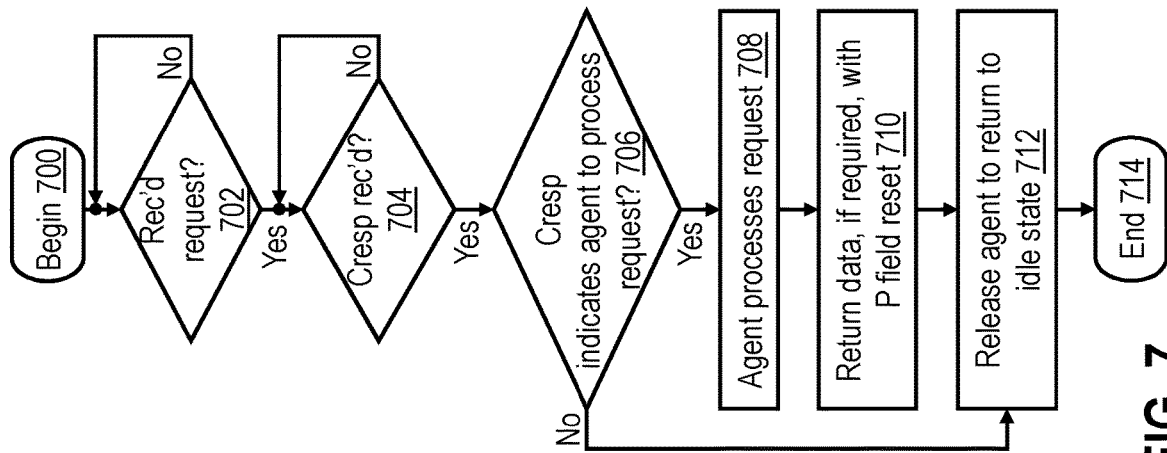 Begin 700
Rec'd
request?
702
No
Yes
Cresp rec'd?
704
No
Yes
Cresp
indicates agent to process
request? 706
No
Yes
Agent processes request 708
Return data, if required, with
P field reset 710
Release agent to return to
idle state 712
End 714
FIG. 7